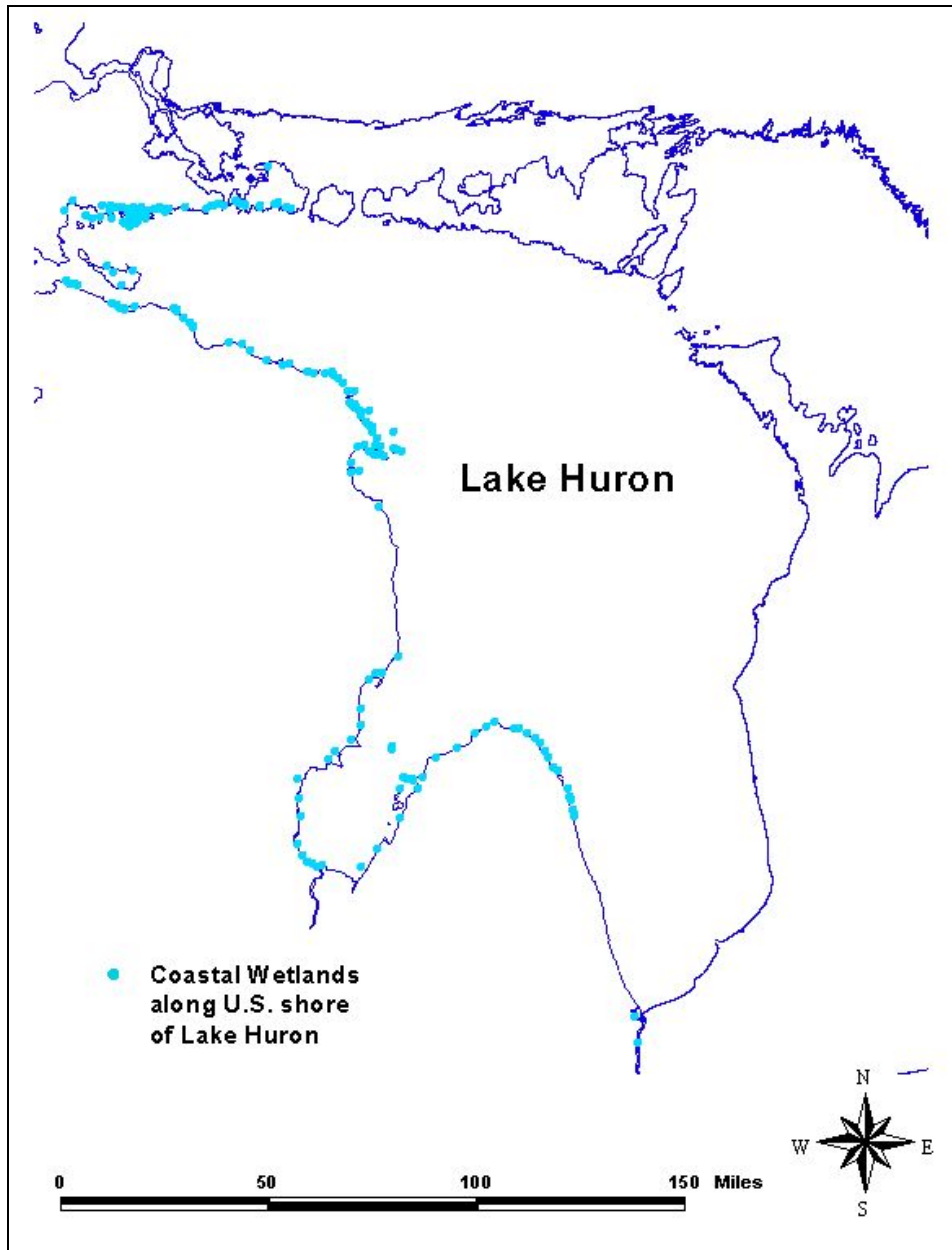 Lake Huron
Coastal Wetlands
along U.S. shore
of Lake Huron
N
W E
S
0 50 100 150 Miles